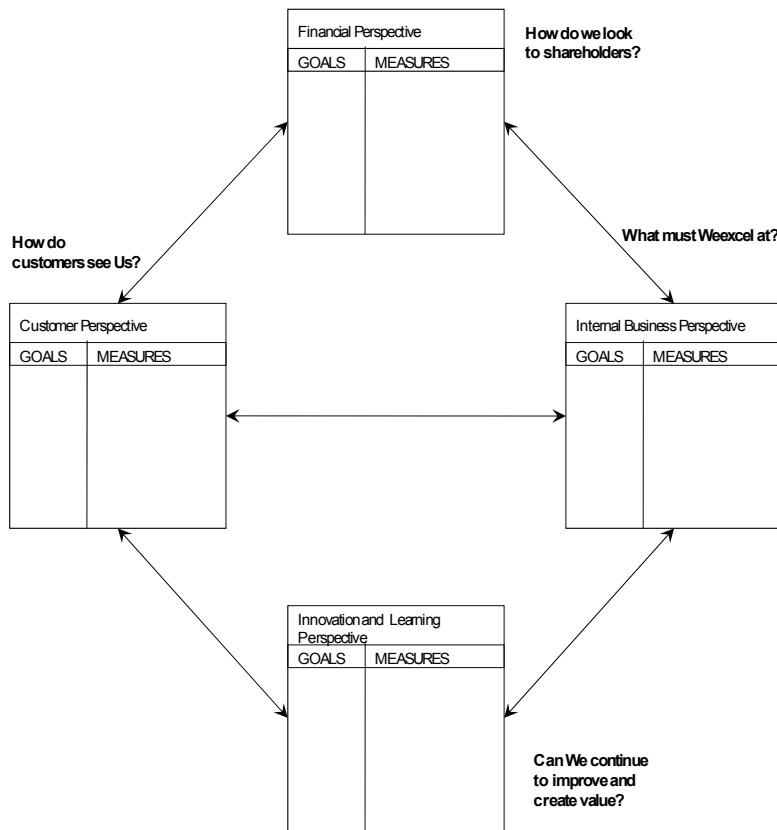 Financial Perspective
How do we look
to shareholders?
GOALS MEASURES
How do
customers see Us?
What must Weexcel at?
Customer Perspective
GOALS MEASURES
Internal Business Perspective
GOALS MEASURES
Innovation and Learning
Perspective
GOALS MEASURES
Can We continue
to improve and
create value?